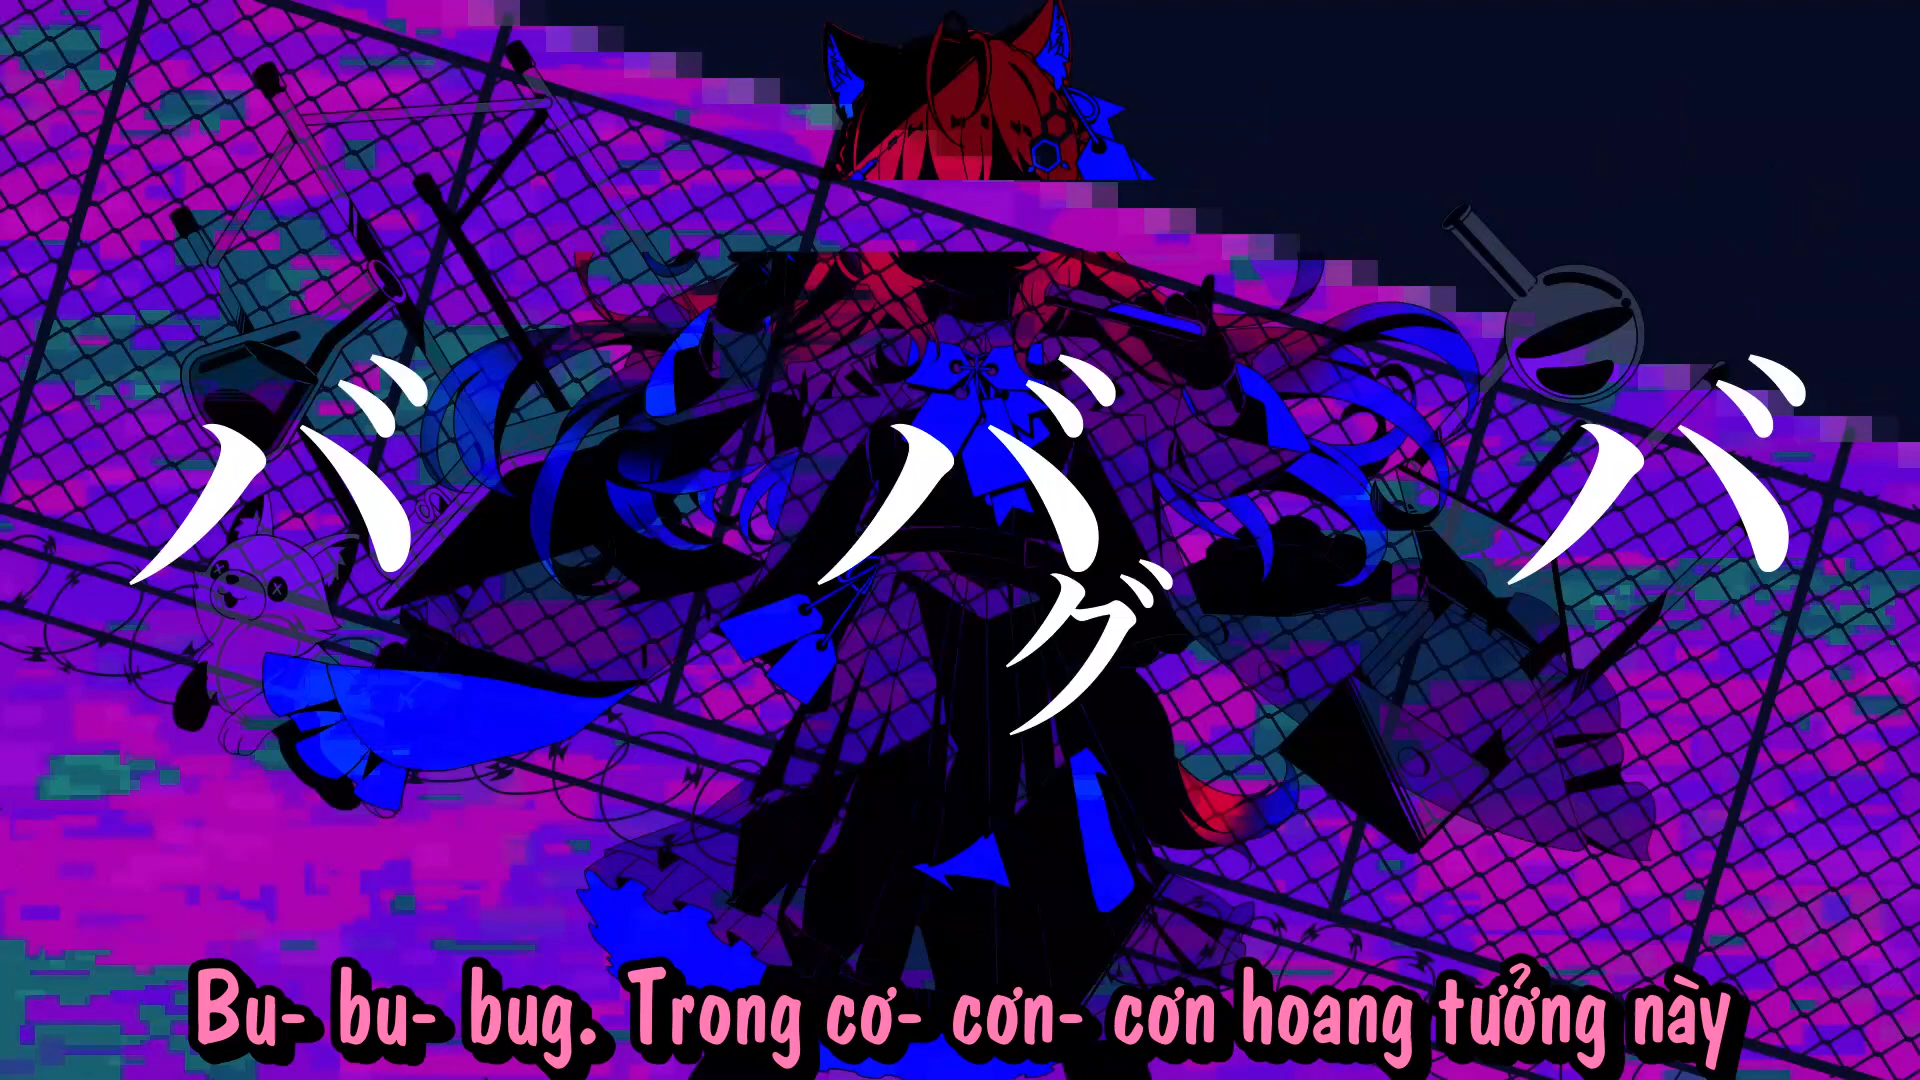 バ バ バ
グ
Bu- bu- bug. Trong cơ- cơn- cơn hoang tưởng này